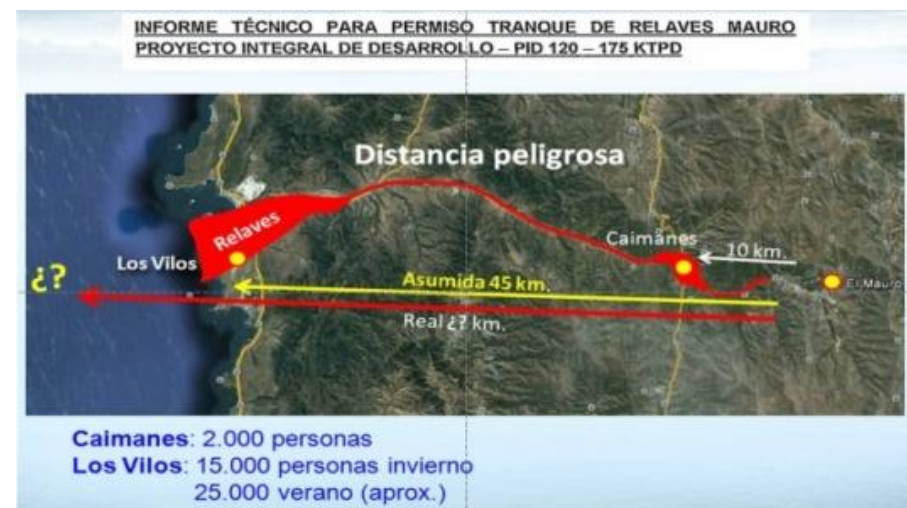 INFORME TÉCNICO PARA PERMISO TRANQUE DE RELAVES MAURO
PROYECTO INTEGRAL DE DESARROLLO – PID 120 – 175 KTPD
Distancia peligrosa
Relaves
Caimanes
10 km.
Los Vilos
El Mauro
¿?
Asumida 45 km.
Real ¿? km.
Caimanes: 2.000 personas
Los Vilos: 15.000 personas invierno
25.000 verano (aprox.)